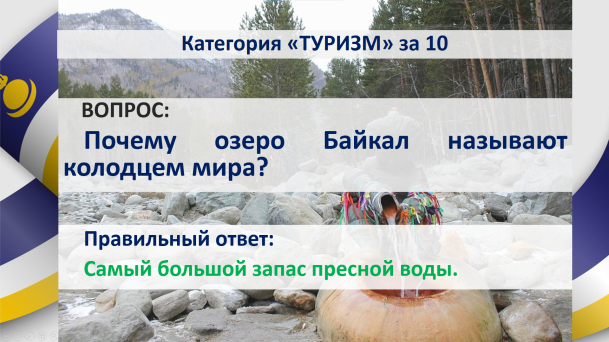 Категория «ТУРИЗМ» за 10
ВОПРОС:
Почему озеро Байкал называют
колодцем мира?
Правильный ответ:
Самый большой запас пресной воды.